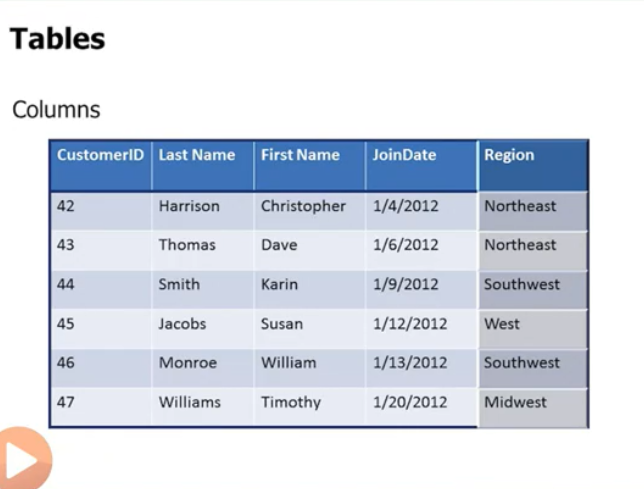 Tables
Columns
CustomerID Last Name First Name JoinDate Region
42 Harrison Christopher 1/4/2012 Northeast
43 Thomas Dave 1/6/2012 Northeast
44 Smith Karin 1/9/2012 Southwest
45 Jacobs Susan 1/12/2012 West
46 Monroe William 1/13/2012 Southwest
47 Williams Timothy 1/20/2012 Midwest